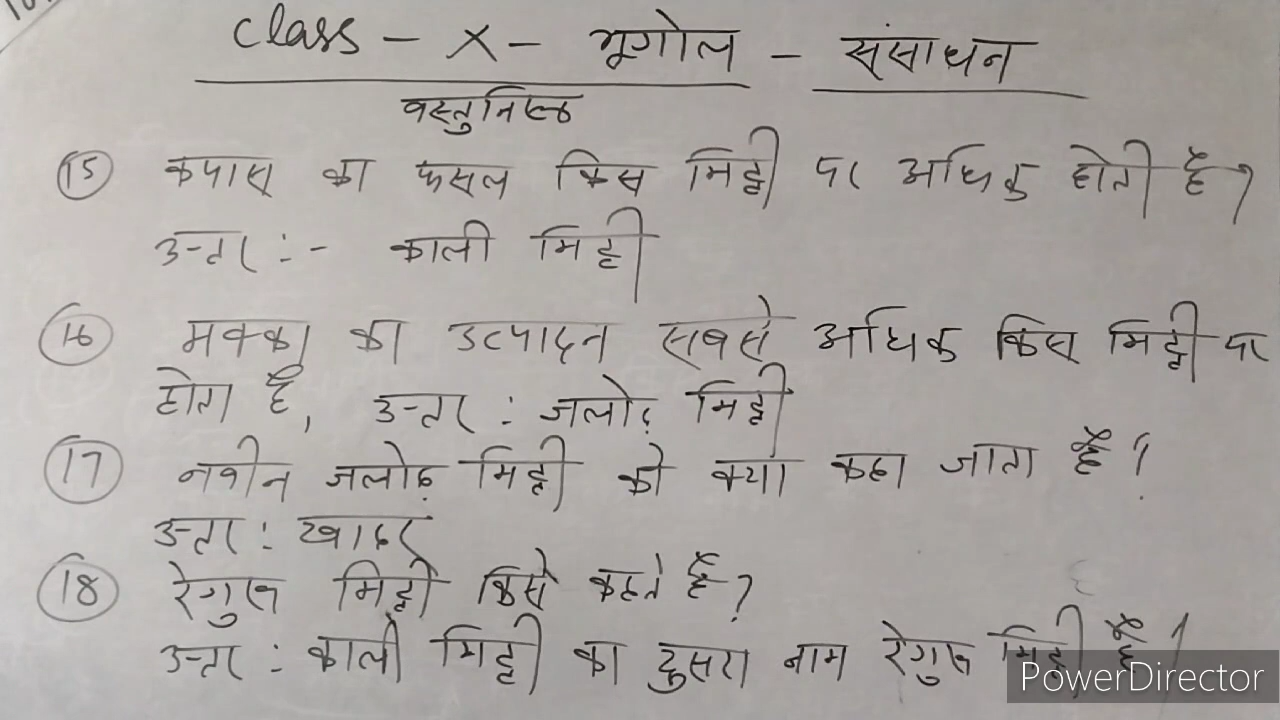 Class - X - भूगोल - संसाधन
वस्तुनिष्ठ
15 कपास का फसल किस मिट्टी पर अधिक होती है?
उत्तर :- काली मिट्टी
16 मक्का का उत्पादन सबसे अधिक किस मिट्टी पर
होता है, उत्तर : जलोढ़ मिट्टी
17 नवीन जलोढ़ मिट्टी को क्या कहा जाता है?
उत्तर : खादर
18 रेगुर मिट्टी किसे कहते है?
उत्तर : काली मिट्टी का दुसरा नाम रेगुर मिट्टी है।
PowerDirector